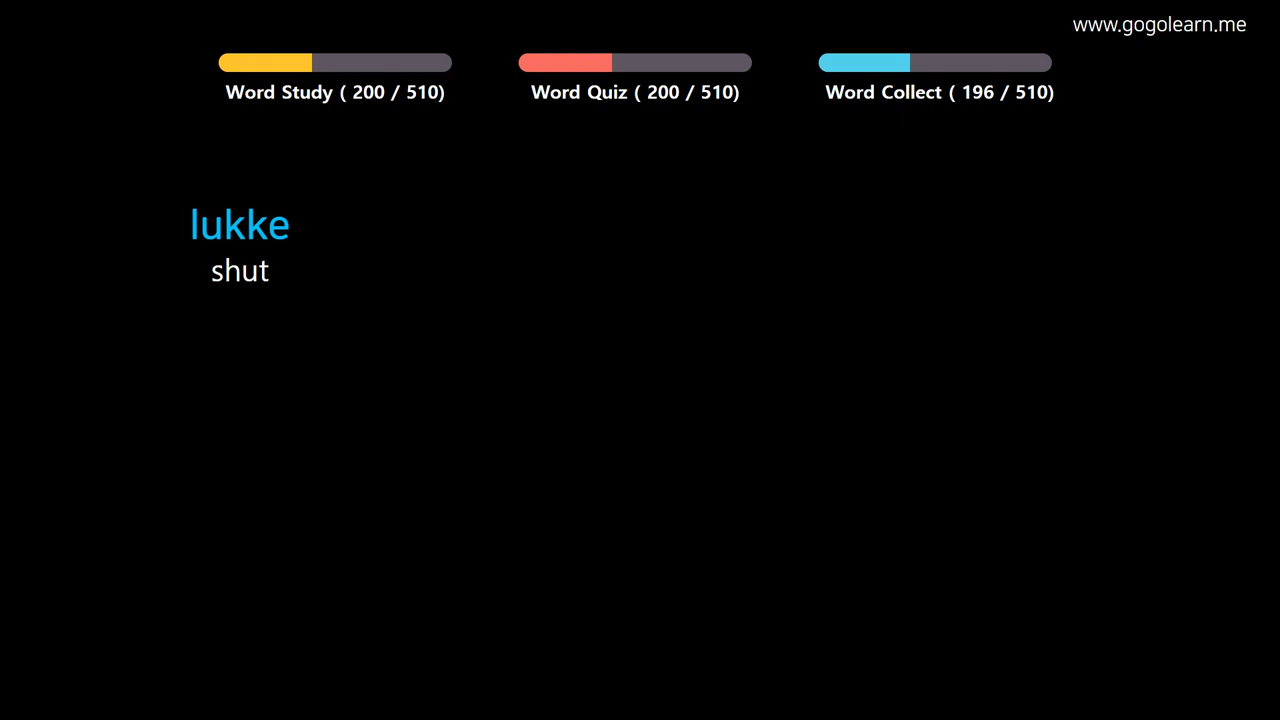 www.gogolearn.me
Word Study ( 200 / 510)
Word Quiz ( 200 / 510)
Word Collect ( 196 / 510)
lukke
shut